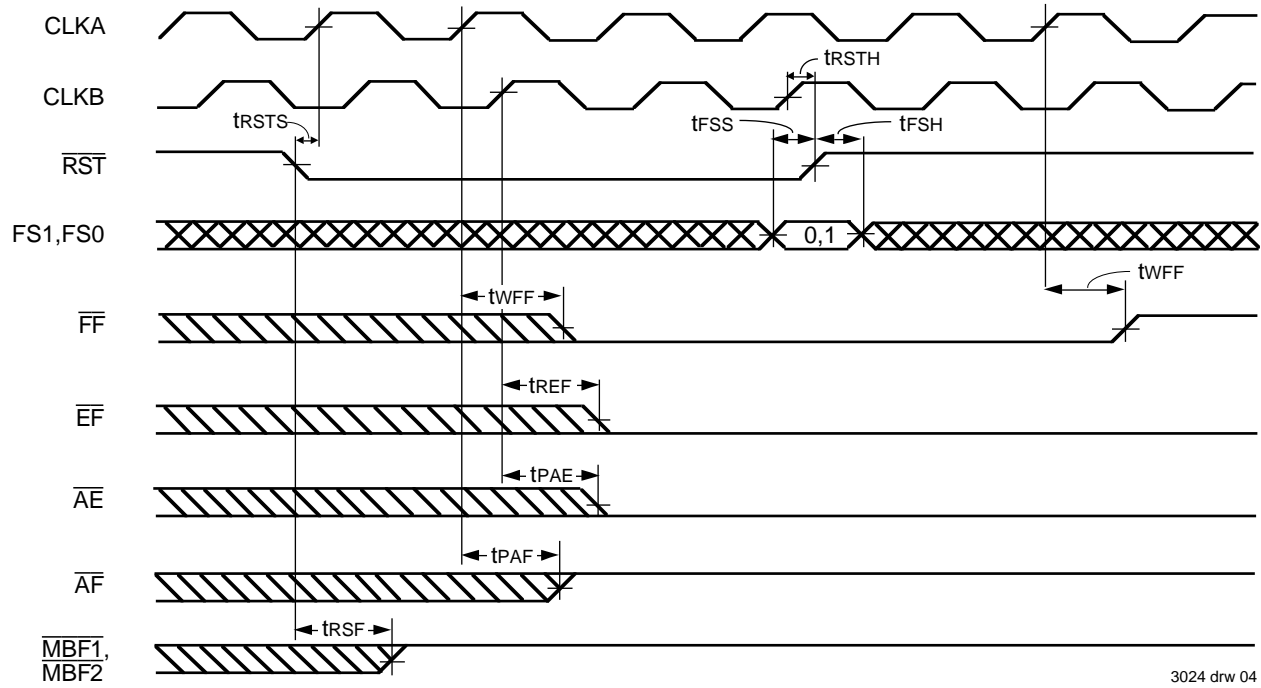 CLKA
tRSTH
CLKB
tRSTS
tFSS
tFSH
RST
FS1,FS0
0,1
tWFF
tWFF
FF
tREF
EF
tPAE
AE
tPAF
AF
tRSF
MBF1,
MBF2
3024 drw 04